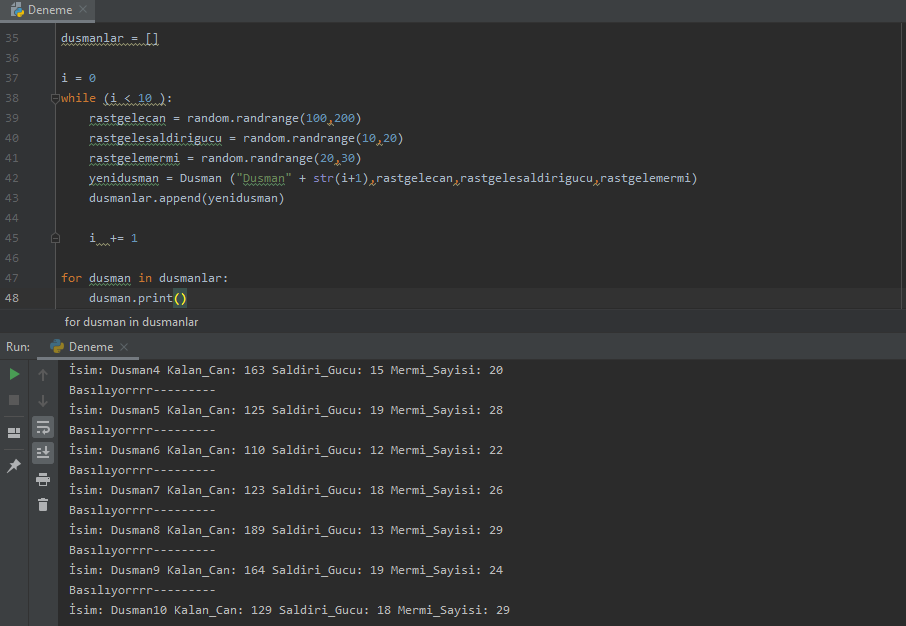 Deneme
35 dusmanlar = []
36
37 i = 0
38 while (i < 10 ):
39 rastgelecan = random.randrange(100,200)
40 rastgelesaldirigucu = random.randrange(10,20)
41 rastgelemermi = random.randrange(20,30)
42 yenidusman = Dusman ("Dusman" + str(i+1),rastgelecan,rastgelesaldirigucu,rastgelemermi)
43 dusmanlar.append(yenidusman)
44
45 i += 1
46
47 for dusman in dusmanlar:
48 dusman.print()
for dusman in dusmanlar
Run: Deneme
İsim: Dusman4 Kalan_Can: 163 Saldiri_Gucu: 15 Mermi_Sayisi: 20
Basılıyorrrr---------
İsim: Dusman5 Kalan_Can: 125 Saldiri_Gucu: 19 Mermi_Sayisi: 28
Basılıyorrrr---------
İsim: Dusman6 Kalan_Can: 110 Saldiri_Gucu: 12 Mermi_Sayisi: 22
Basılıyorrrr---------
İsim: Dusman7 Kalan_Can: 123 Saldiri_Gucu: 18 Mermi_Sayisi: 26
Basılıyorrrr---------
İsim: Dusman8 Kalan_Can: 189 Saldiri_Gucu: 13 Mermi_Sayisi: 29
Basılıyorrrr---------
İsim: Dusman9 Kalan_Can: 164 Saldiri_Gucu: 19 Mermi_Sayisi: 24
Basılıyorrrr---------
İsim: Dusman10 Kalan_Can: 129 Saldiri_Gucu: 18 Mermi_Sayisi: 29